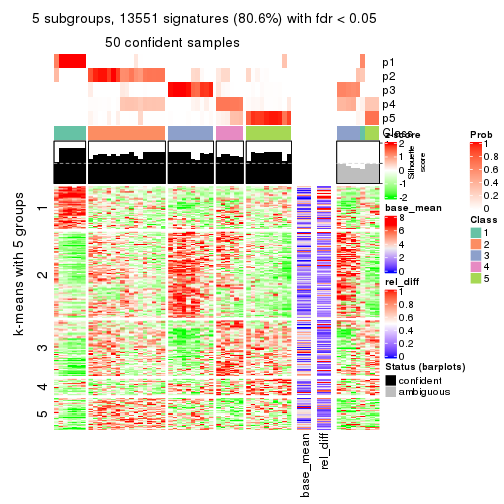 5 subgroups, 13551 signatures (80.6%) with fdr < 0.05
50 confident samples
p1
p2
p3
p4
p5
Class
Silhouette
score
k-means with 5 groups
1
2
3
4
5
base_mean
rel_diff
z-score
2
1
0
-1
-2
base_mean
8
6
4
2
0
rel_diff
1
0.8
0.6
0.4
0.2
0
Status (barplots)
confident
ambiguous
Prob
1
0.8
0.6
0.4
0.2
0
Class
1
2
3
4
5